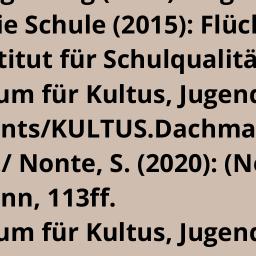 ie Schule (2015): Flüch
titut für Schulqualitä
um für Kultus, Jugend
nts/KULTUS.Dachma
/ Nonte, S. (2020): (Ne
nn, 113ff.
um für Kultus, Jugend